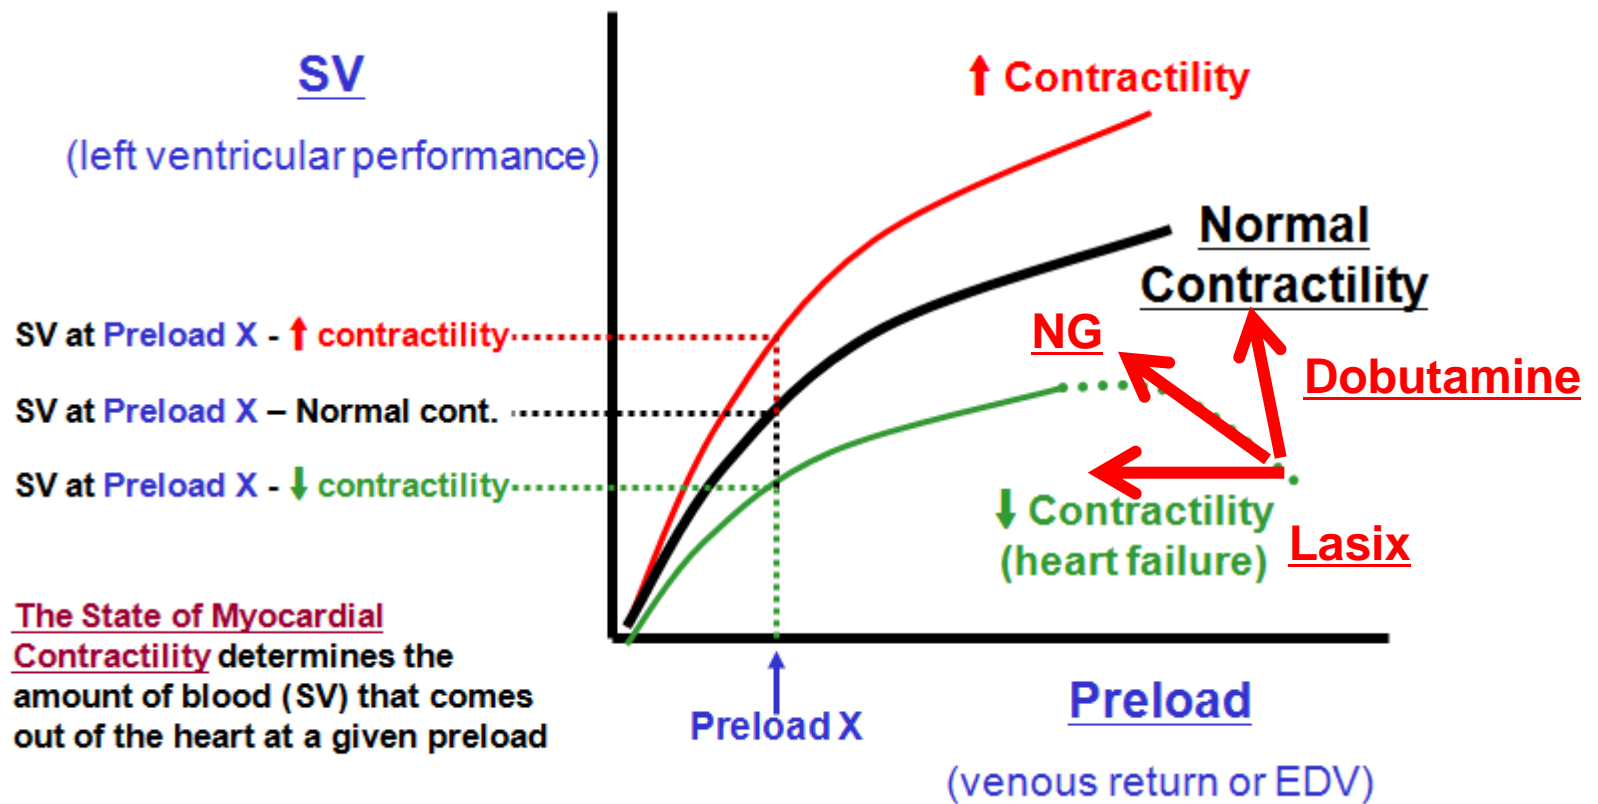 SV
(left ventricular performance)
↑ Contractility
Normal
Contractility
NG
Dobutamine
SV at Preload X - ↑ contractility
SV at Preload X – Normal cont.
SV at Preload X - ↓ contractility
↓ Contractility
(heart failure)
Lasix
The State of Myocardial
Contractility determines the
amount of blood (SV) that comes
out of the heart at a given preload
Preload X
Preload
(venous return or EDV)